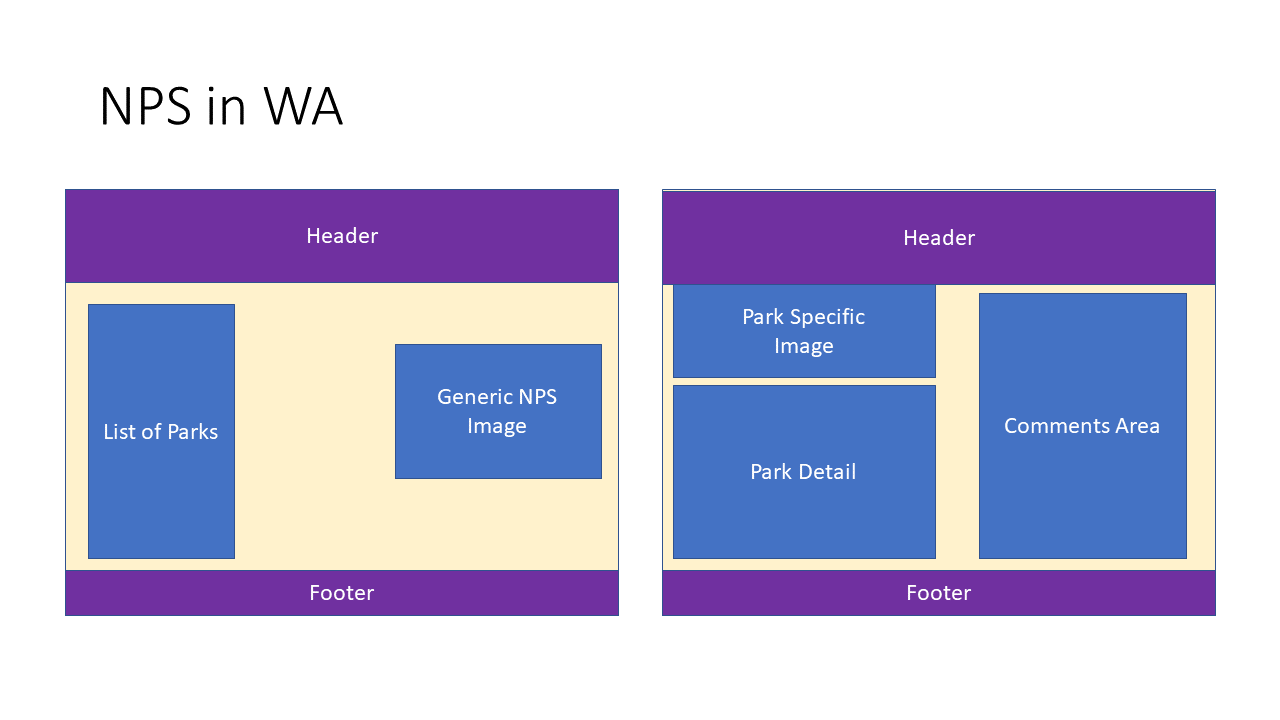 NPS in WA
Header
List of Parks
Generic NPS
Image
Footer
Header
Park Specific
Image
Park Detail
Comments Area
Footer